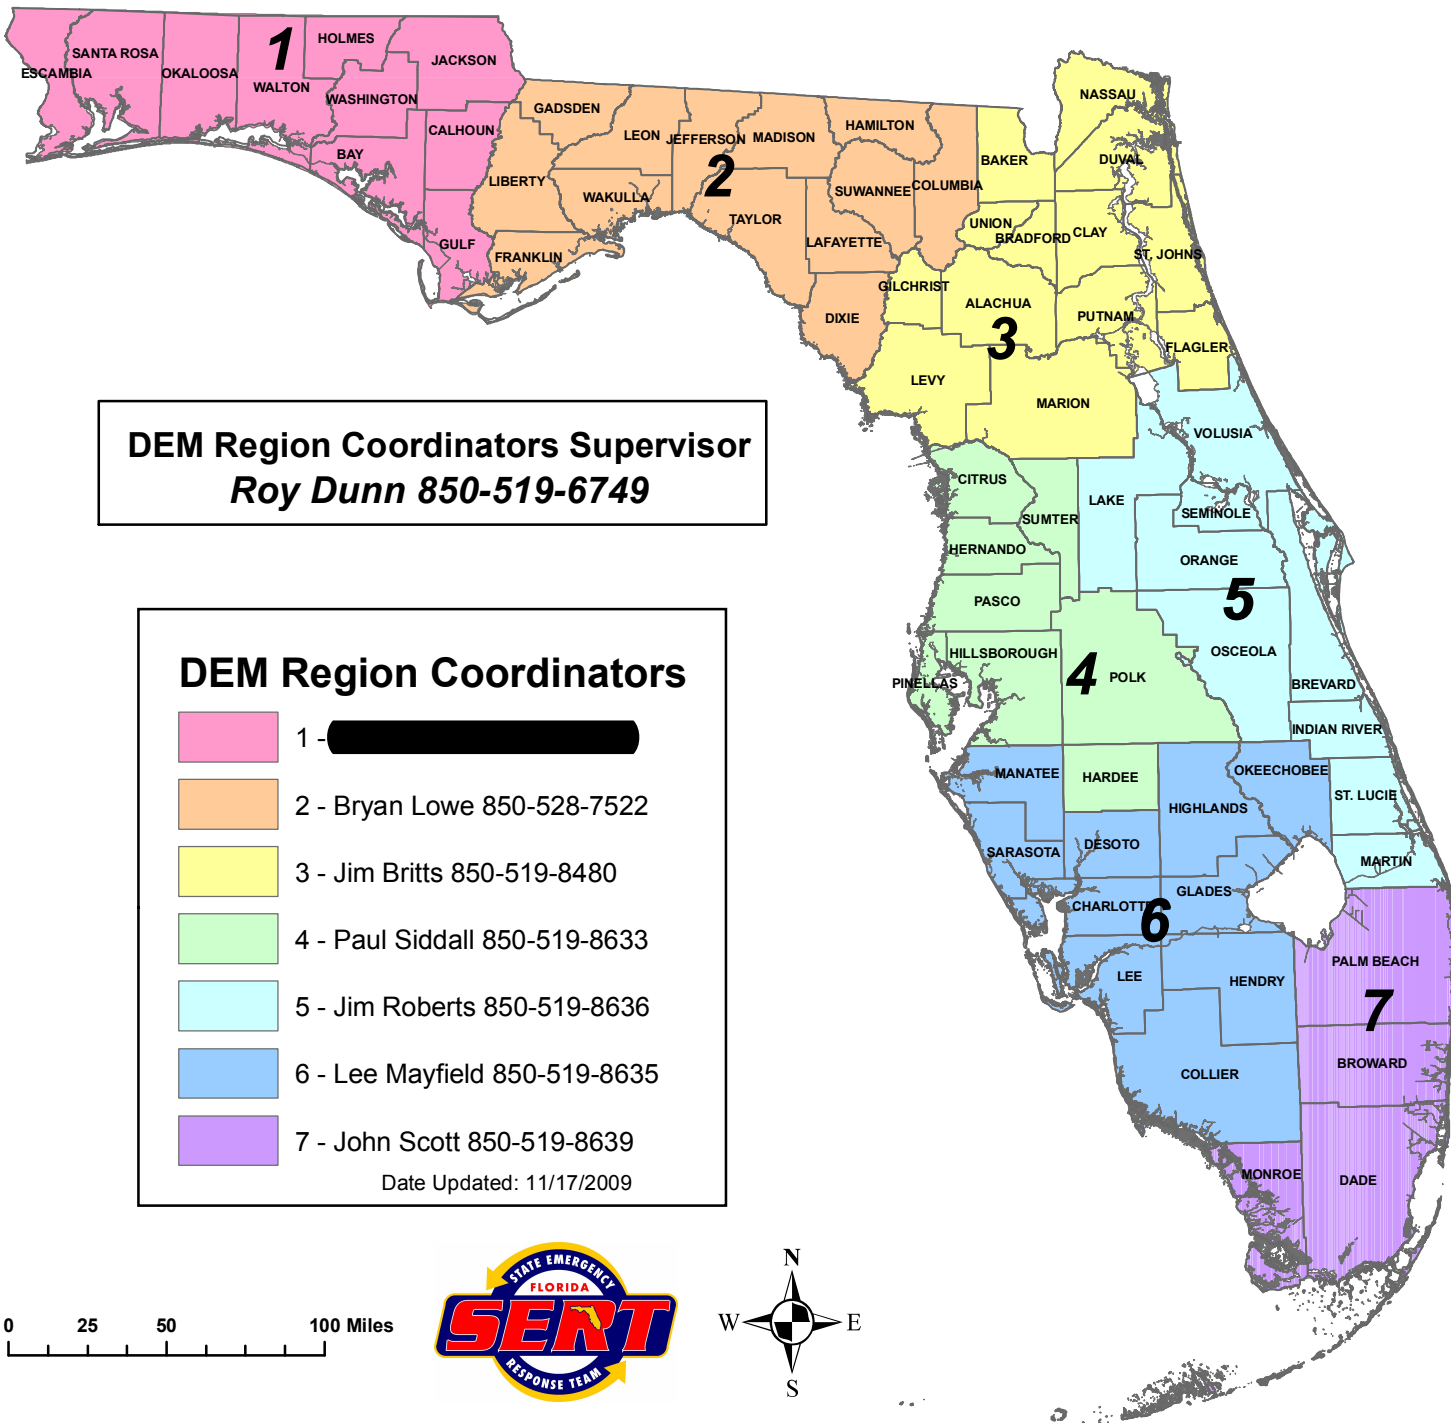 1
HOLMES
SANTA ROSA
JACKSON
ESCAMBIA
OKALOOSA
WALTON
WASHINGTON
CALHOUN
BAY
GULF
GADSDEN
LEON
JEFFERSON
MADISON
HAMILTON
2
LIBERTY
WAKULLA
SUWANNEE
COLUMBIA
TAYLOR
LAFAYETTE
FRANKLIN
DIXIE
NASSAU
BAKER
DUVAL
UNION
BRADFORD
CLAY
ST. JOHNS
GILCHRIST
ALACHUA
PUTNAM
3
FLAGLER
LEVY
MARION
DEM Region Coordinators Supervisor
Roy Dunn 850-519-6749
VOLUSIA
CITRUS
LAKE
SEMINOLE
SUMTER
HERNANDO
ORANGE
PASCO
5
HILLSBOROUGH
OSCEOLA
PINELLAS
4
POLK
BREVARD
INDIAN RIVER
MANATEE
HARDEE
OKEECHOBEE
HIGHLANDS
ST. LUCIE
SARASOTA
DESOTO
MARTIN
CHARLOTTE
GLADES
6
LEE
HENDRY
PALM BEACH
7
BROWARD
COLLIER
MONROE
DADE
DEM Region Coordinators
1 -
2 - Bryan Lowe 850-528-7522
3 - Jim Britts 850-519-8480
4 - Paul Siddall 850-519-8633
5 - Jim Roberts 850-519-8636
6 - Lee Mayfield 850-519-8635
7 - John Scott 850-519-8639
Date Updated: 11/17/2009
0 25 50 100 Miles
STATE EMERGENCY
FLORIDA
SERT
RESPONSE TEAM
N
W E
S